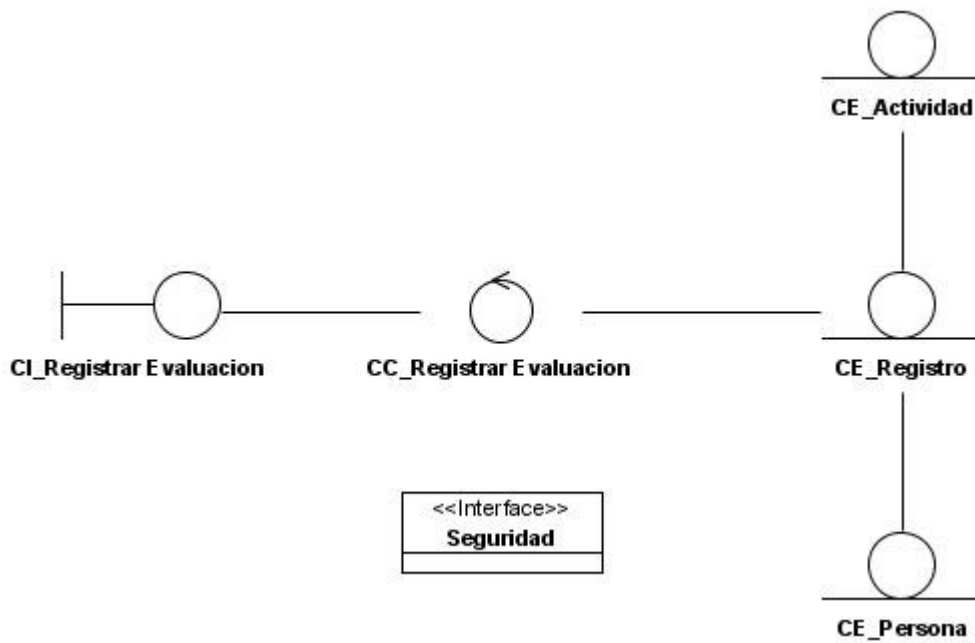 CE_Actividad
CI_Registrar Evaluacion
CC_Registrar Evaluacion
CE_Registro
<<Interface>>
Seguridad
CE_Persona